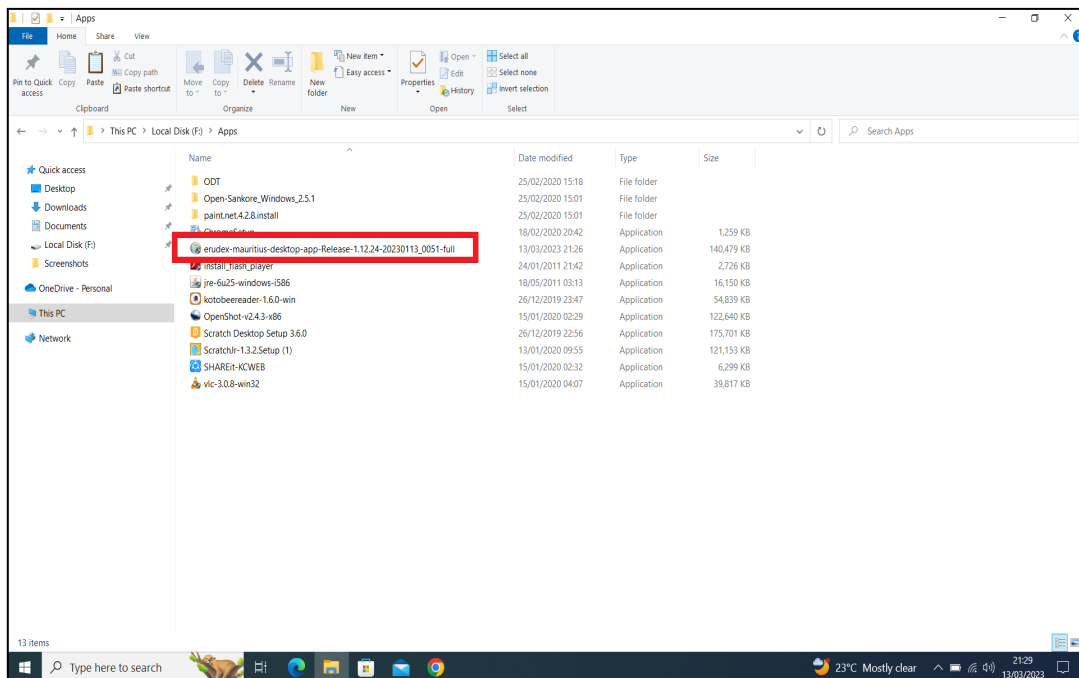 Apps
File Home Share View
Pin to Quick access
Copy
Paste
Cut
Copy path
Paste shortcut
Clipboard
Move to
Copy to
Delete
Rename
Organize
New folder
New item
Easy access
New
Properties
Open
Edit
History
Open
Select all
Select none
Invert selection
Select
> This PC > Local Disk (F:) > Apps
Search Apps
Quick access
Desktop
Downloads
Documents
Local Disk (F:)
Screenshots
OneDrive - Personal
This PC
Network
Name Date modified Type Size
ODT 25/02/2020 15:18 File folder
Open-Sankore_Windows_2.5.1 25/02/2020 15:01 File folder
paint.net.4.2.8.install 25/02/2020 15:01 File folder
ChromeSetup 18/02/2020 20:42 Application 1,259 KB
erudex-mauritius-desktop-app-Release-1.12.24-20230113_0051-full 13/03/2023 21:26 Application 140,479 KB
install_flash_player 24/01/2011 21:42 Application 2,726 KB
jre-6u25-windows-i586 18/05/2011 03:13 Application 16,150 KB
kotobeereader-1.6.0-win 26/12/2019 23:47 Application 54,839 KB
OpenShot-v2.4.3-x86 15/01/2020 02:29 Application 122,640 KB
Scratch Desktop Setup 3.6.0 26/12/2019 22:56 Application 175,701 KB
ScratchJr-1.3.2.Setup (1) 13/01/2020 09:55 Application 121,153 KB
SHAREit-KCWEB 15/01/2020 02:32 Application 6,299 KB
vlc-3.0.8-win32 15/01/2020 04:07 Application 39,817 KB
13 items
Type here to search
23°C Mostly clear
21:29
13/03/2023